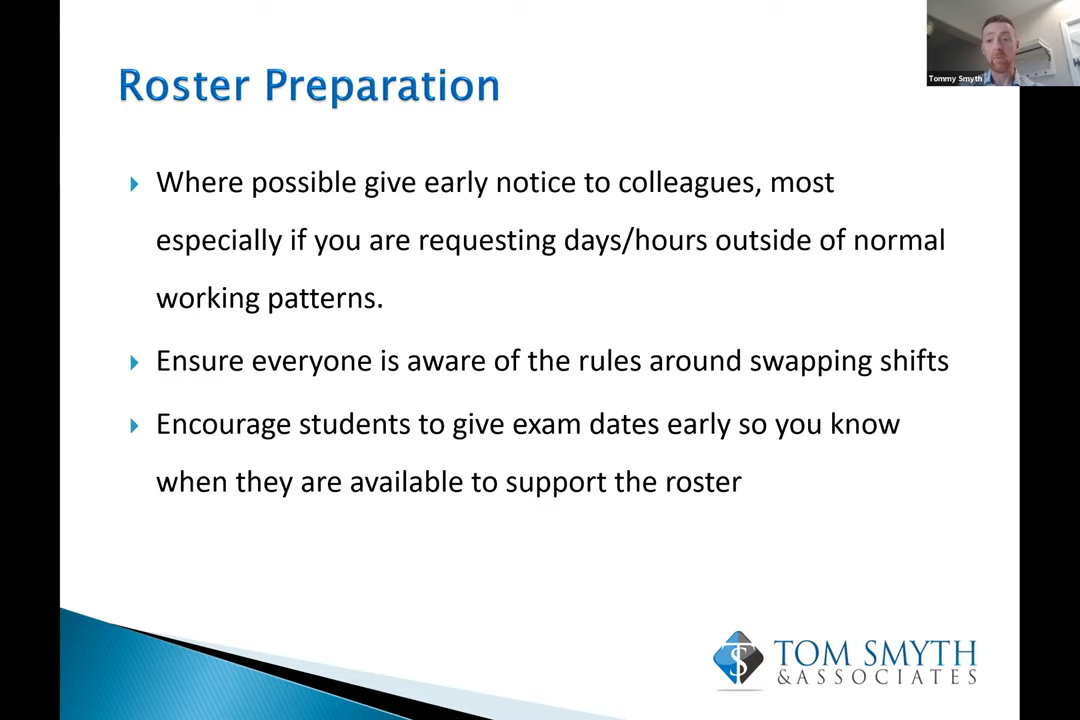 Tommy Smyth
Roster Preparation
Where possible give early notice to colleagues, most
especially if you are requesting days/hours outside of normal
working patterns.
Ensure everyone is aware of the rules around swapping shifts
Encourage students to give exam dates early so you know
when they are available to support the roster
TOM SMYTH
& ASSOCIATES